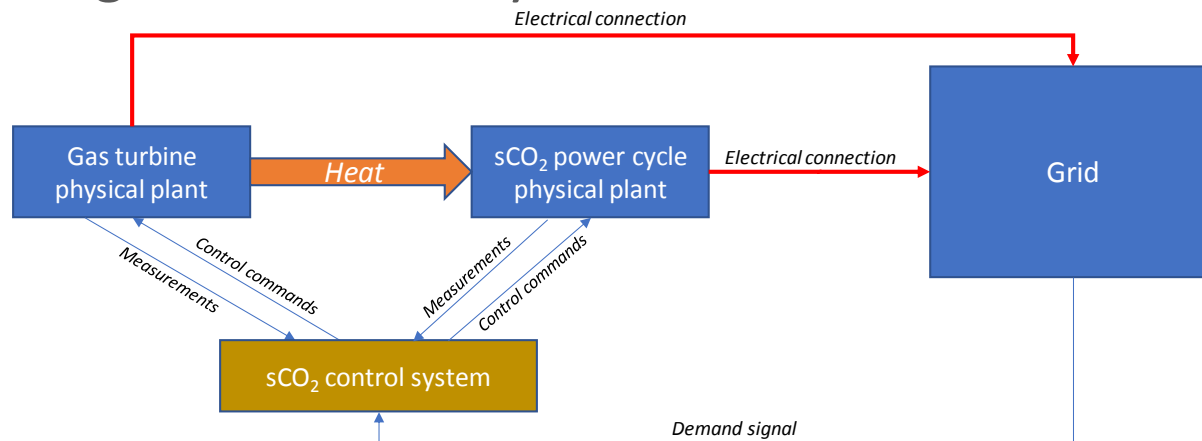 Electrical connection
Gas turbine
physical plant
Heat
sCO₂ power cycle
physical plant
Electrical connection
Grid
Measurements
Control commands
Measurements
Control commands
sCO₂ control system
Demand signal